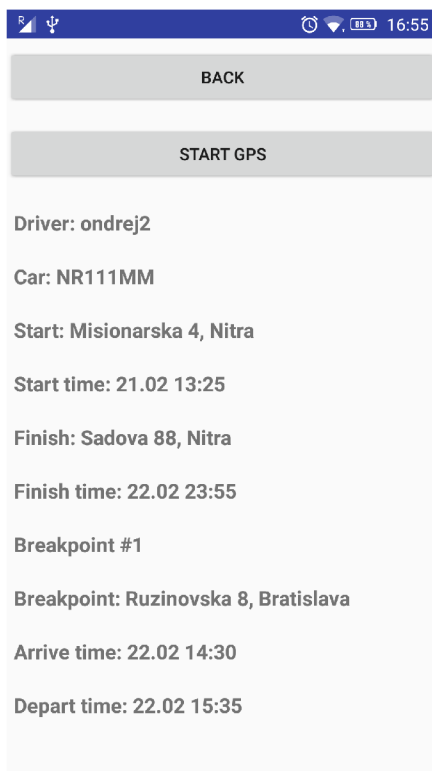 R 88% 16:55
BACK
START GPS
Driver: ondrej2
Car: NR111MM
Start: Misionarska 4, Nitra
Start time: 21.02 13:25
Finish: Sadova 88, Nitra
Finish time: 22.02 23:55
Breakpoint #1
Breakpoint: Ruzinovska 8, Bratislava
Arrive time: 22.02 14:30
Depart time: 22.02 15:35